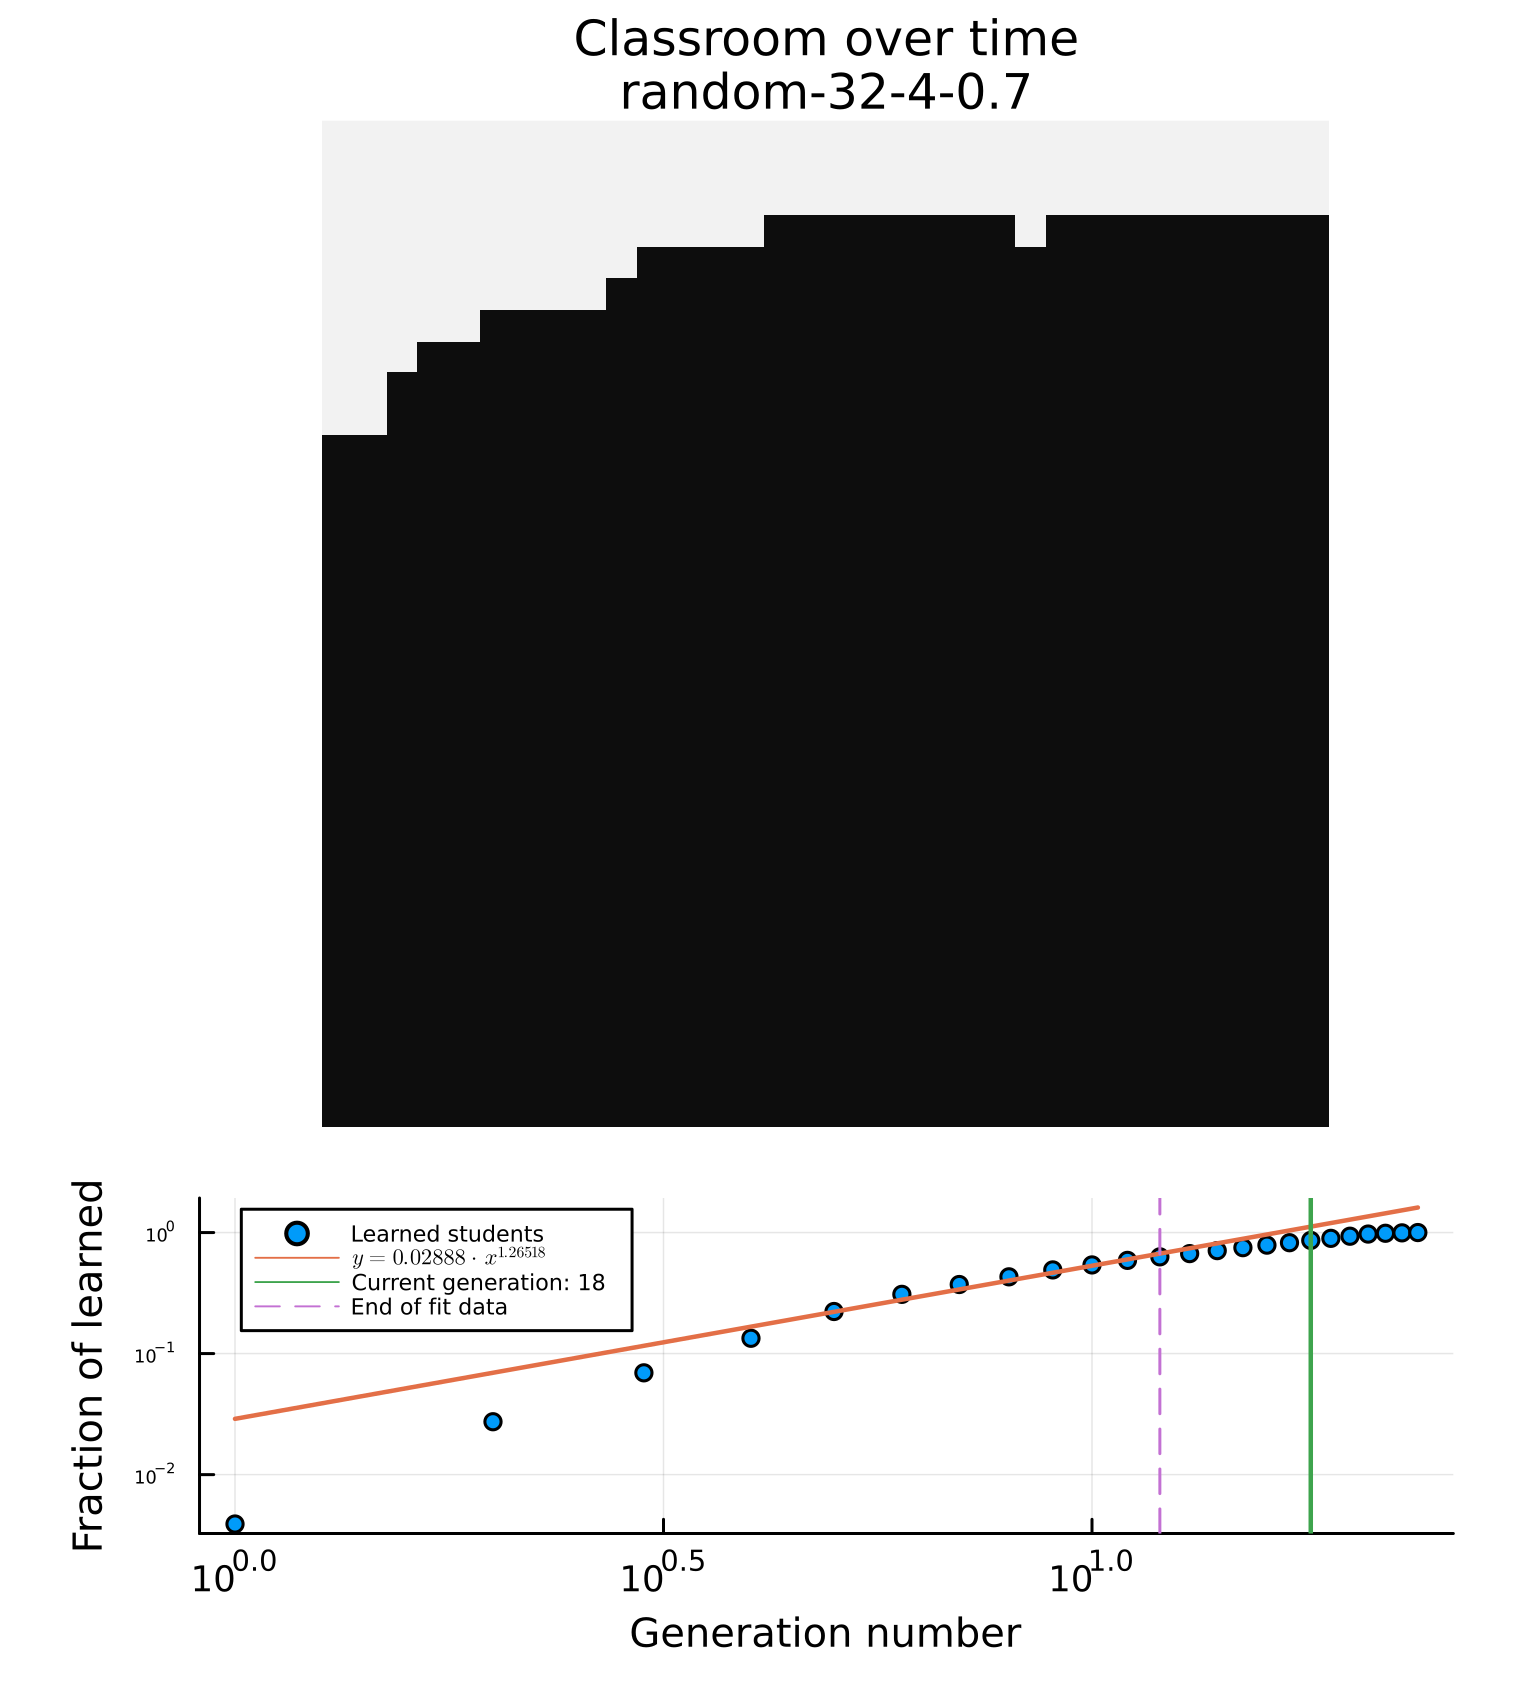 Classroom over time
random-32-4-0.7
Fraction of learned
10⁰
10⁻¹
10⁻²
Learned students
y = 0.02888 · x^1.26518
Current generation: 18
End of fit data
10^0.0
10^0.5
10^1.0
Generation number